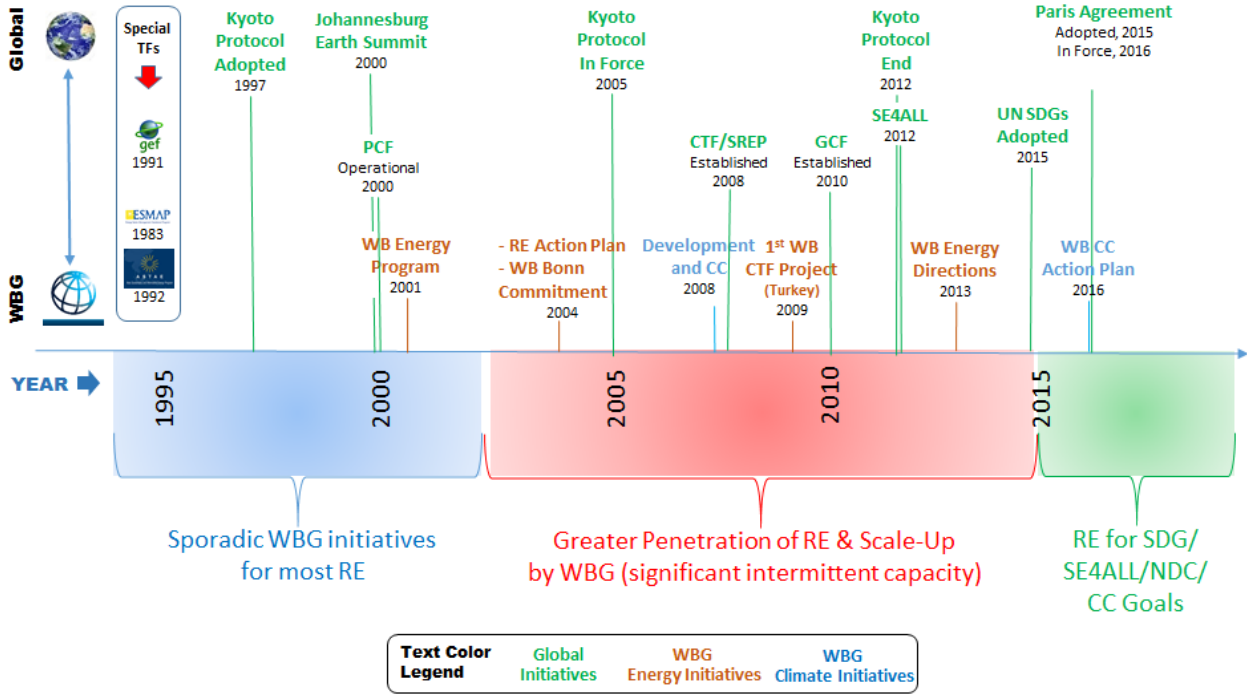 Global
WBG
Special
TFs
gef
1991
ESMAP
1983
ASTAE
1992
Kyoto
Protocol
Adopted
1997
Johannesburg
Earth Summit
2000
PCF
Operational
2000
Kyoto
Protocol
In Force
2005
CTF/SREP
Established
2008
GCF
Established
2010
Kyoto
Protocol
End
2012
SE4ALL
2012
UN SDGs
Adopted
2015
Paris Agreement
Adopted, 2015
In Force, 2016
WB Energy
Program
2001
- RE Action Plan
- WB Bonn
Commitment
2004
Development
and CC
2008
1st WB
CTF Project
(Turkey)
2009
WB Energy
Directions
2013
WB CC
Action Plan
2016
YEAR
1995
2000
2005
2010
2015
Sporadic WBG initiatives
for most RE
Greater Penetration of RE & Scale-Up
by WBG (significant intermittent capacity)
RE for SDG/
SE4ALL/NDC/
CC Goals
Text Color
Legend
Global
Initiatives
WBG
Energy Initiatives
WBG
Climate Initiatives